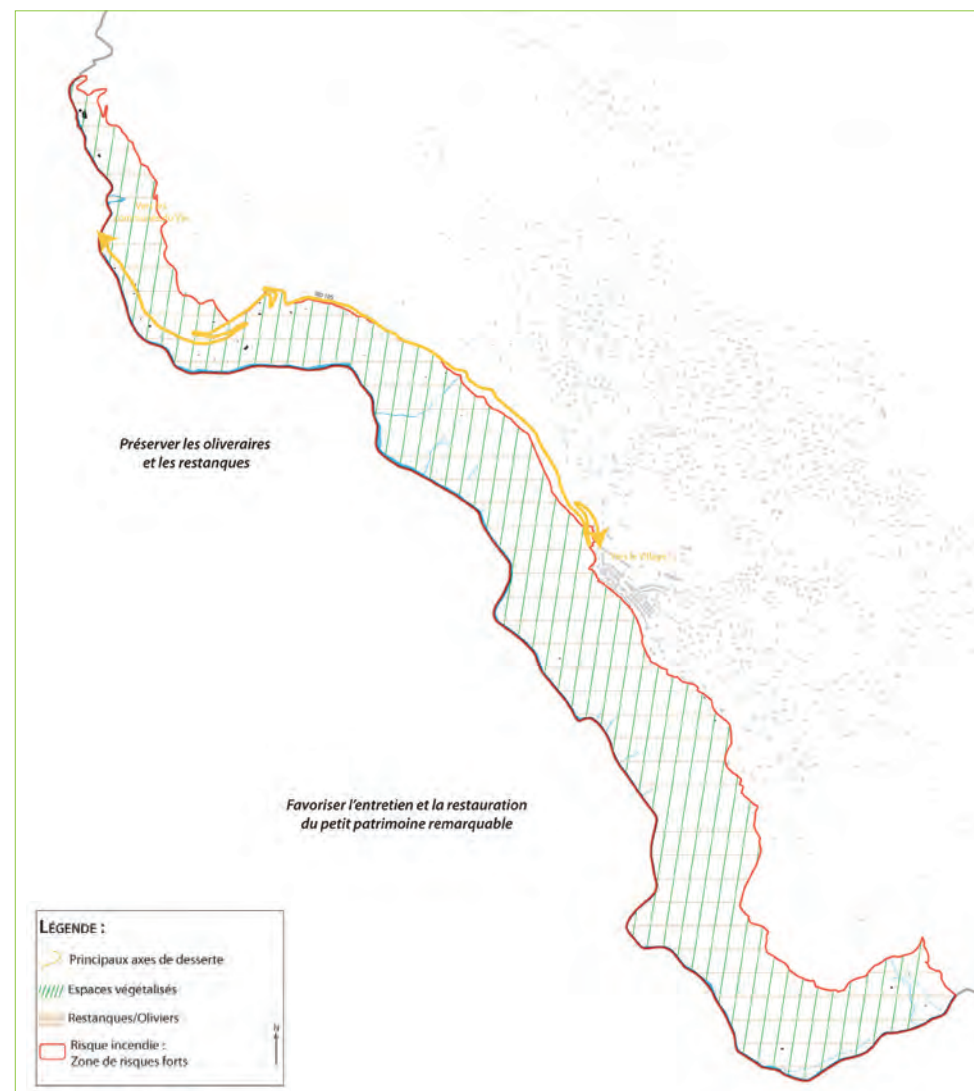 Préserver les oliveraires
et les restanques
Favoriser l'entretien et la restauration
du petit patrimoine remarquable
LÉGENDE :
Principaux axes de desserte
Espaces végétalisés
Restanques/Oliviers
Risque incendie :
Zone de risques forts
N